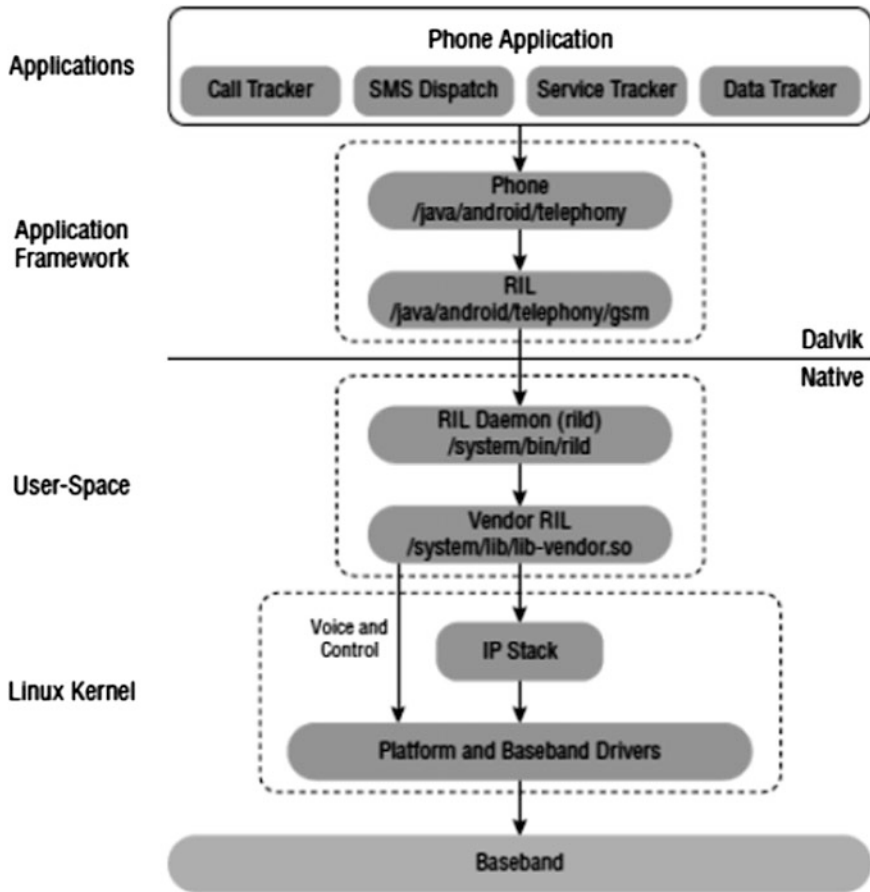 Applications
Phone Application
Call Tracker
SMS Dispatch
Service Tracker
Data Tracker
Application
Framework
Phone
/java/android/telephony
RIL
/java/android/telephony/gsm
Dalvik
Native
User-Space
RIL Daemon (rild)
/system/bin/rild
Vendor RIL
/system/lib/lib-vendor.so
Linux Kernel
Voice and
Control
IP Stack
Platform and Baseband Drivers
Baseband